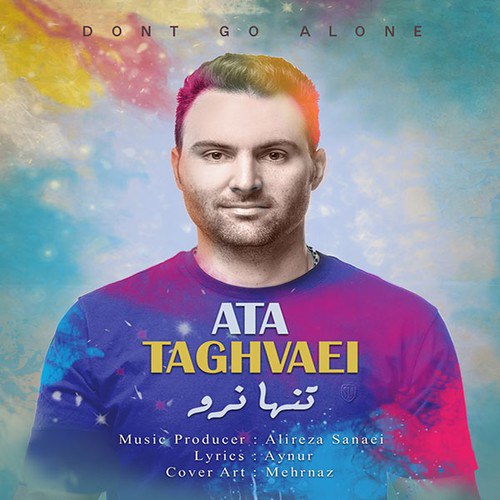 DONT GO ALONE
ATA
TAGHVAEI
تنها نرو
Music Producer : Alireza Sanaei
Lyrics : Aynur
Cover Art : Mehrnaz